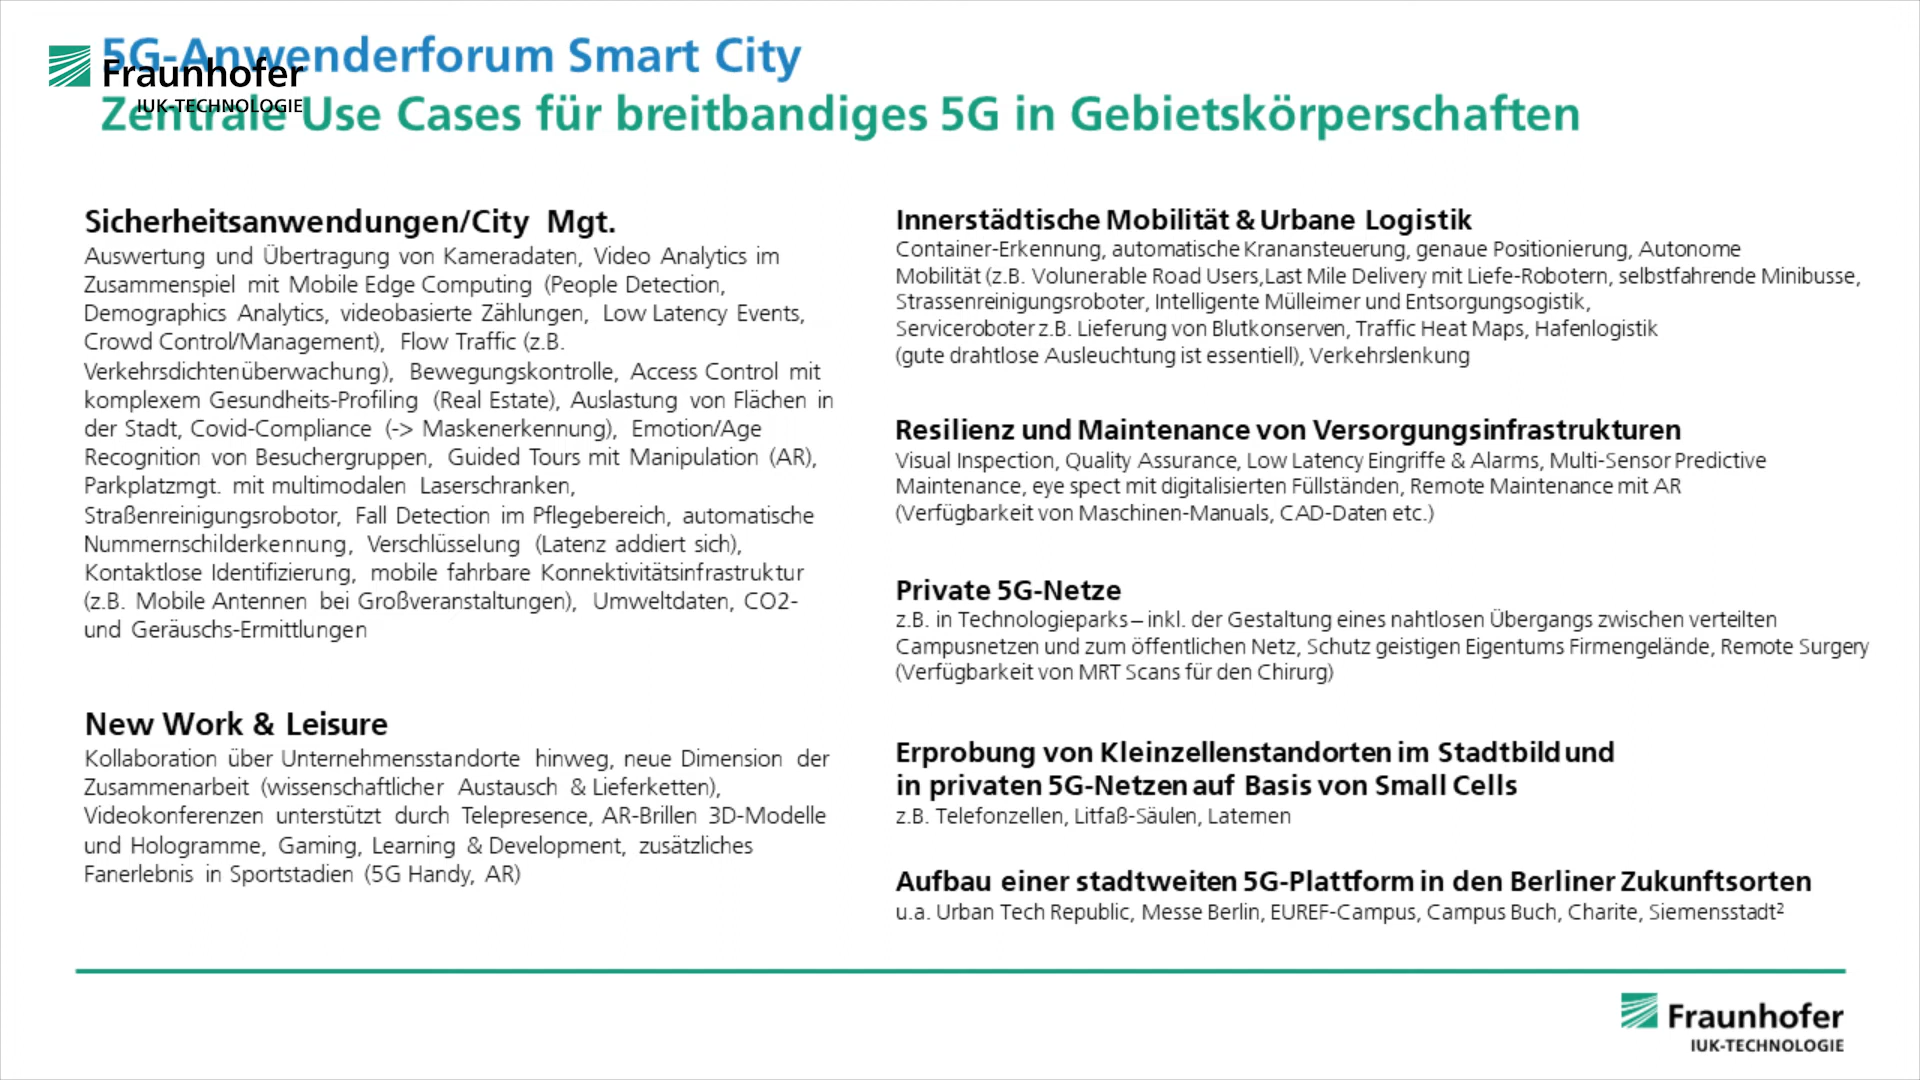 5G-Anwenderforum Smart City
Fraunhofer
IUK-TECHNOLOGIE
Zentrale Use Cases für breitbandiges 5G in Gebietskörperschaften
Sicherheitsanwendungen/City Mgt.
Auswertung und Übertragung von Kameradaten, Video Analytics im
Zusammenspiel mit Mobile Edge Computing (People Detection,
Demographics Analytics, videobasierte Zählungen, Low Latency Events,
Crowd Control/Management), Flow Traffic (z.B.
Verkehrsdichtenüberwachung), Bewegungskontrolle, Access Control mit
komplexem Gesundheits-Profiling (Real Estate), Auslastung von Flächen in
der Stadt, Covid-Compliance (-> Maskenerkennung), Emotion/Age
Recognition von Besuchergruppen, Guided Tours mit Manipulation (AR),
Parkplatzmgt. mit multimodalen Laserschranken,
Straßenreinigungsrobotor, Fall Detection im Pflegebereich, automatische
Nummernschilderkennung, Verschlüsselung (Latenz addiert sich),
Kontaktlose Identifizierung, mobile fahrbare Konnektivitätsinfrastruktur
(z.B. Mobile Antennen bei Großveranstaltungen), Umweltdaten, CO2-
und Geräuschs-Ermittlungen
New Work & Leisure
Kollaboration über Unternehmensstandorte hinweg, neue Dimension der
Zusammenarbeit (wissenschaftlicher Austausch & Lieferketten),
Videokonferenzen unterstützt durch Telepresence, AR-Brillen 3D-Modelle
und Hologramme, Gaming, Learning & Development, zusätzliches
Fanerlebnis in Sportstadien (5G Handy, AR)
Innerstädtische Mobilität & Urbane Logistik
Container-Erkennung, automatische Kranansteuerung, genaue Positionierung, Autonome
Mobilität (z.B. Volunerable Road Users,Last Mile Delivery mit Liefe-Robotern, selbstfahrende Minibusse,
Strassenreinigungsroboter, Intelligente Mülleimer und Entsorgungsogistik,
Serviceroboter z.B. Lieferung von Blutkonserven, Traffic Heat Maps, Hafenlogistik
(gute drahtlose Ausleuchtung ist essentiell), Verkehrslenkung
Resilienz und Maintenance von Versorgungsinfrastrukturen
Visual Inspection, Quality Assurance, Low Latency Eingriffe & Alarms, Multi-Sensor Predictive
Maintenance, eye spect mit digitalisierten Füllständen, Remote Maintenance mit AR
(Verfügbarkeit von Maschinen-Manuals, CAD-Daten etc.)
Private 5G-Netze
z.B. in Technologieparks – inkl. der Gestaltung eines nahtlosen Übergangs zwischen verteilten
Campusnetzen und zum öffentlichen Netz, Schutz geistigen Eigentums Firmengelände, Remote Surgery
(Verfügbarkeit von MRT Scans für den Chirurg)
Erprobung von Kleinzellenstandorten im Stadtbild und
in privaten 5G-Netzen auf Basis von Small Cells
z.B. Telefonzellen, Litfaß-Säulen, Laternen
Aufbau einer stadtweiten 5G-Plattform in den Berliner Zukunftsorten
u.a. Urban Tech Republic, Messe Berlin, EUREF-Campus, Campus Buch, Charite, Siemensstadt²
Fraunhofer
IUK-TECHNOLOGIE